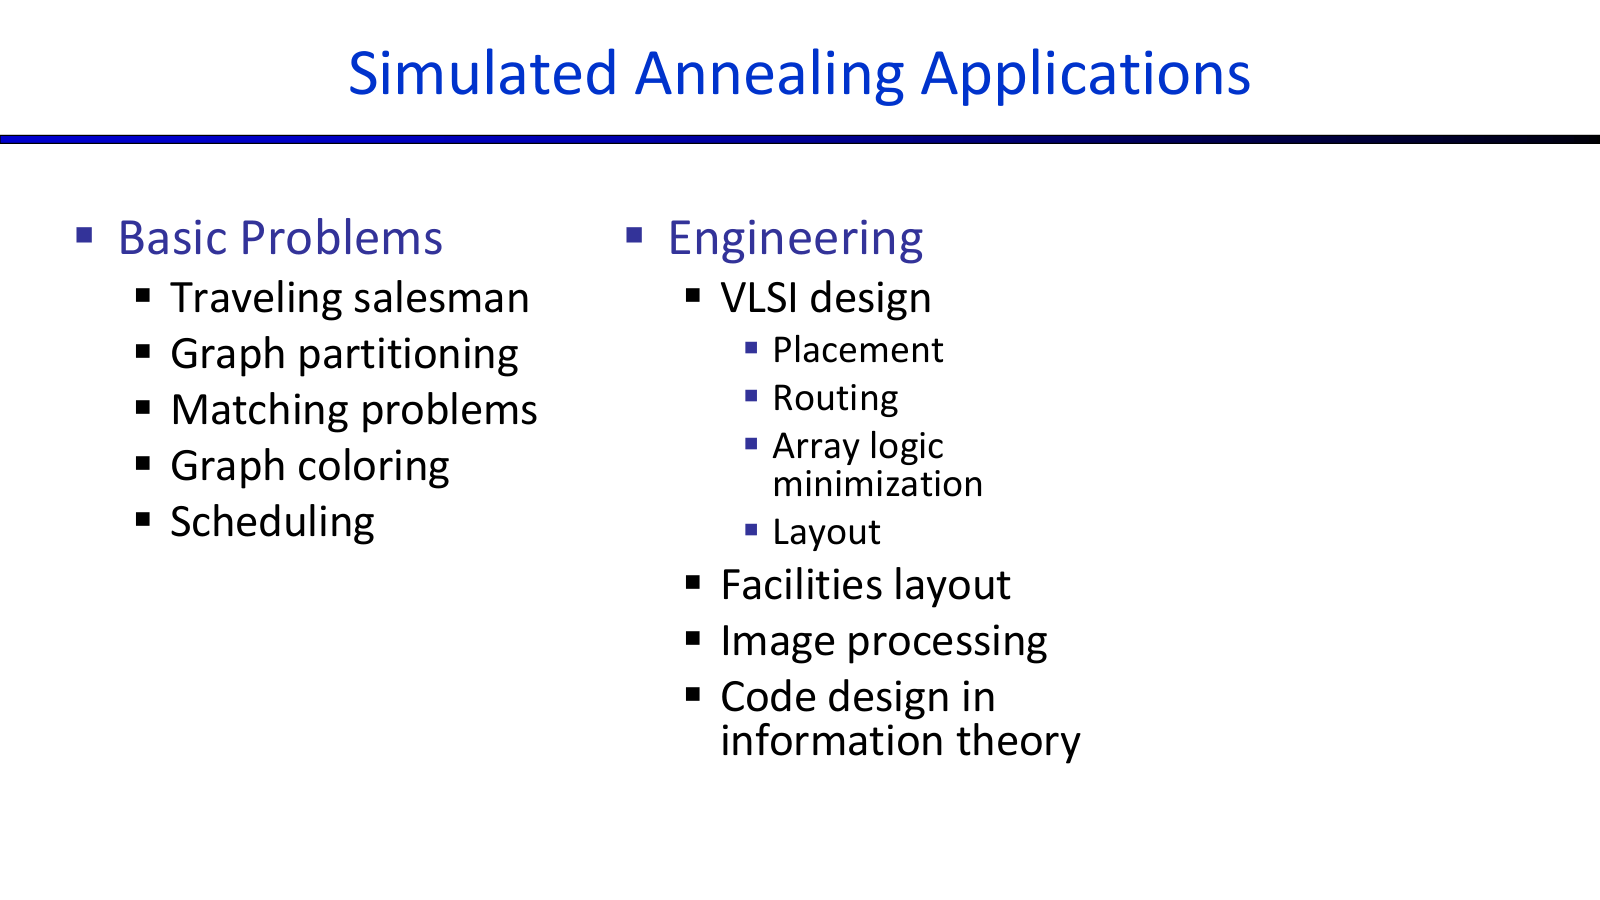 Simulated Annealing Applications
▪ Basic Problems
▪ Traveling salesman
▪ Graph partitioning
▪ Matching problems
▪ Graph coloring
▪ Scheduling
▪ Engineering
▪ VLSI design
▪ Placement
▪ Routing
▪ Array logic
minimization
▪ Layout
▪ Facilities layout
▪ Image processing
▪ Code design in
information theory